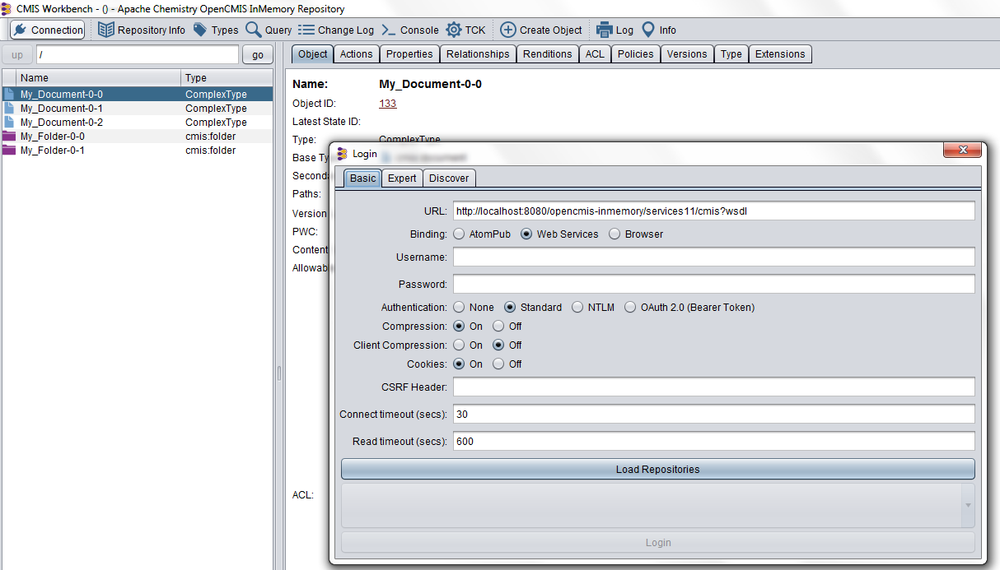 CMIS Workbench - () - Apache Chemistry OpenCMIS InMemory Repository
Connection Repository Info Types Query Change Log Console TCK Create Object Log Info
up / go
Name Type
My_Document-0-0 ComplexType
My_Document-0-1 ComplexType
My_Document-0-2 ComplexType
My_Folder-0-0 cmis:folder
My_Folder-0-1 cmis:folder
Object Actions Properties Relationships Renditions ACL Policies Versions Type Extensions
Name: My_Document-0-0
Object ID: 133
Latest State ID:
Type: ComplexType
Base Ty
Seconda
Paths:
Version
PWC:
Content
Allowab
ACL:
Login
Basic Expert Discover
URL: http://localhost:8080/opencmis-inmemory/services11/cmis?wsdl
Binding: AtomPub Web Services Browser
Username:
Password:
Authentication: None Standard NTLM OAuth 2.0 (Bearer Token)
Compression: On Off
Client Compression: On Off
Cookies: On Off
CSRF Header:
Connect timeout (secs): 30
Read timeout (secs): 600
Load Repositories
Login